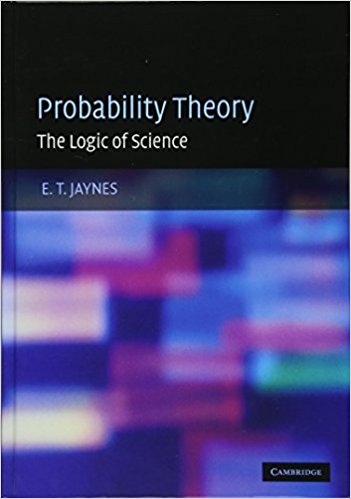 Probability Theory
The Logic of Science
E. T. JAYNES
CAMBRIDGE